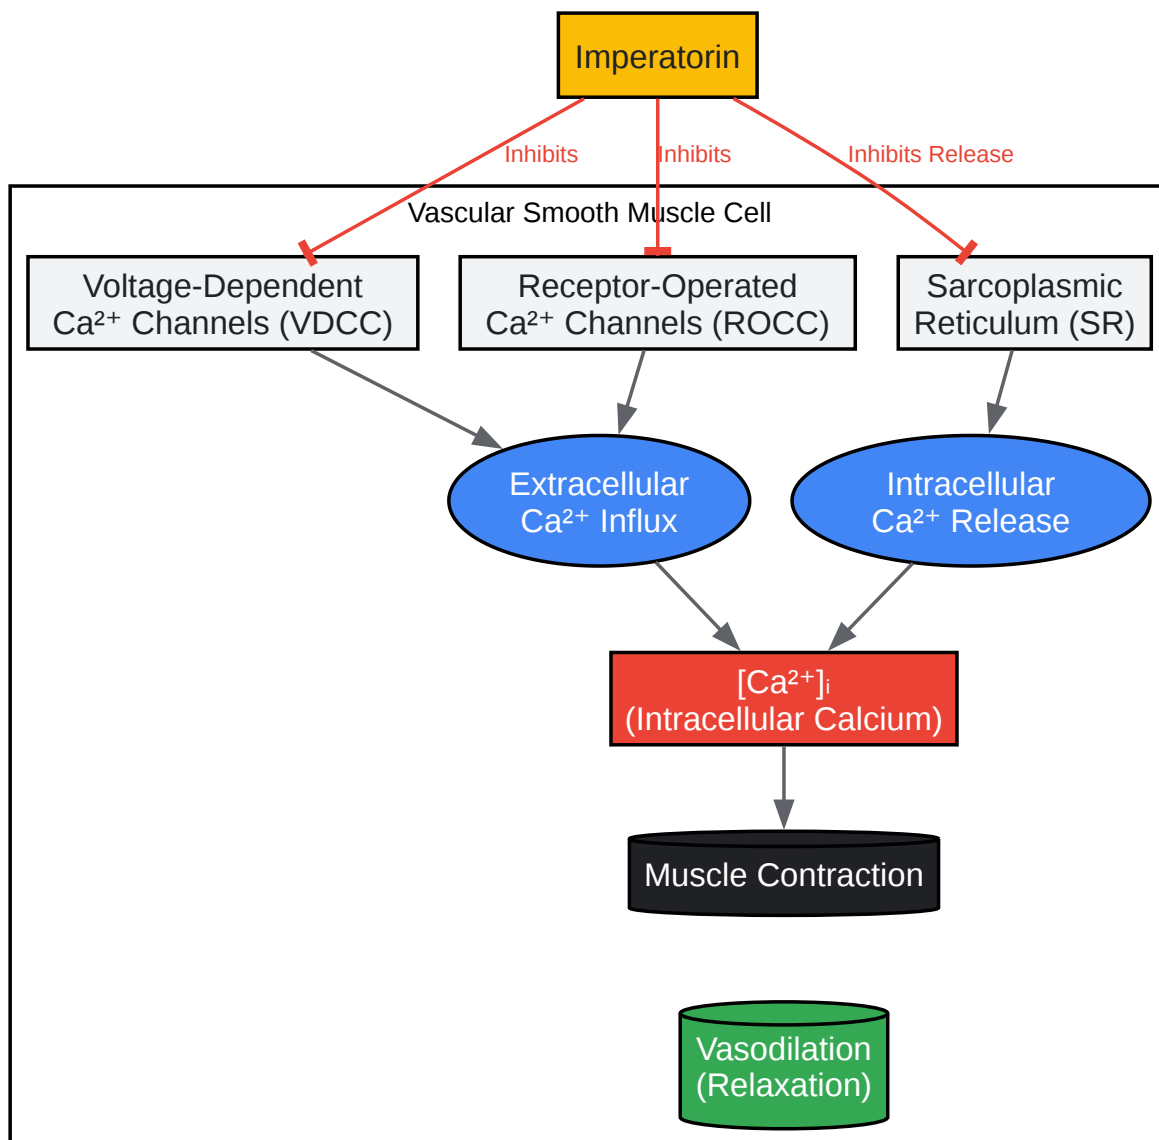 Imperatorin
Inhibits
Inhibits
Inhibits Release
Vascular Smooth Muscle Cell
Voltage-Dependent
Ca²⁺ Channels (VDCC)
Receptor-Operated
Ca²⁺ Channels (ROCC)
Sarcoplasmic
Reticulum (SR)
Extracellular
Ca²⁺ Influx
Intracellular
Ca²⁺ Release
[Ca²⁺]ᵢ
(Intracellular Calcium)
Muscle Contraction
Vasodilation
(Relaxation)